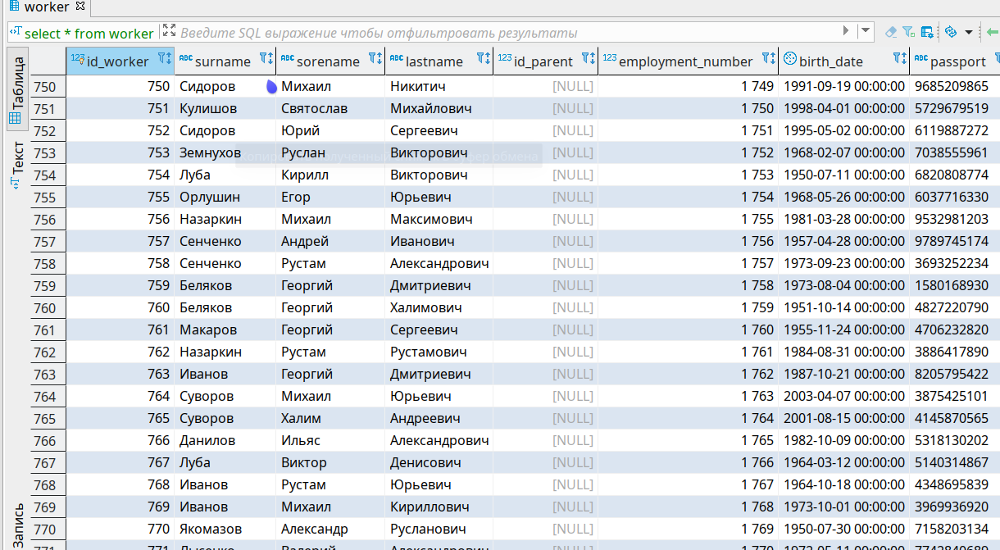 worker
select * from worker Введите SQL выражение чтобы отфильтровать результаты
Таблица
Текст
Запись
123 id_worker ABC surname ABC sorename ABC lastname 123 id_parent 123 employment_number birth_date ABC passport
750 750 Сидоров Михаил Никитич [NULL] 1 749 1991-09-19 00:00:00 9685209865
751 751 Кулишов Святослав Михайлович [NULL] 1 750 1998-04-01 00:00:00 5729679519
752 752 Сидоров Юрий Сергеевич [NULL] 1 751 1995-05-02 00:00:00 6119887272
753 753 Земнухов Руслан Викторович [NULL] 1 752 1968-02-07 00:00:00 7038555961
754 754 Луба Кирилл Викторович [NULL] 1 753 1950-07-11 00:00:00 6820808774
755 755 Орлушин Егор Юрьевич [NULL] 1 754 1968-05-26 00:00:00 6037716330
756 756 Назаркин Михаил Максимович [NULL] 1 755 1981-03-28 00:00:00 9532981203
757 757 Сенченко Андрей Иванович [NULL] 1 756 1957-04-28 00:00:00 9789745174
758 758 Сенченко Рустам Александрович [NULL] 1 757 1973-09-23 00:00:00 3693252234
759 759 Беляков Георгий Дмитриевич [NULL] 1 758 1973-08-04 00:00:00 1580168930
760 760 Беляков Георгий Халимович [NULL] 1 759 1951-10-14 00:00:00 4827220790
761 761 Макаров Георгий Сергеевич [NULL] 1 760 1955-11-24 00:00:00 4706232820
762 762 Назаркин Рустам Рустамович [NULL] 1 761 1984-08-31 00:00:00 3886417890
763 763 Иванов Георгий Дмитриевич [NULL] 1 762 1987-10-21 00:00:00 8205795422
764 764 Суворов Михаил Юрьевич [NULL] 1 763 2003-04-07 00:00:00 3875425101
765 765 Суворов Халим Андреевич [NULL] 1 764 2001-08-15 00:00:00 4145870565
766 766 Данилов Ильяс Александрович [NULL] 1 765 1982-10-09 00:00:00 5318130202
767 767 Луба Виктор Денисович [NULL] 1 766 1964-03-12 00:00:00 5140314867
768 768 Иванов Рустам Юрьевич [NULL] 1 767 1964-10-18 00:00:00 4348695839
769 769 Иванов Михаил Кириллович [NULL] 1 768 1973-10-01 00:00:00 3969936920
770 770 Якомазов Александр Русланович [NULL] 1 769 1950-07-30 00:00:00 7158203134